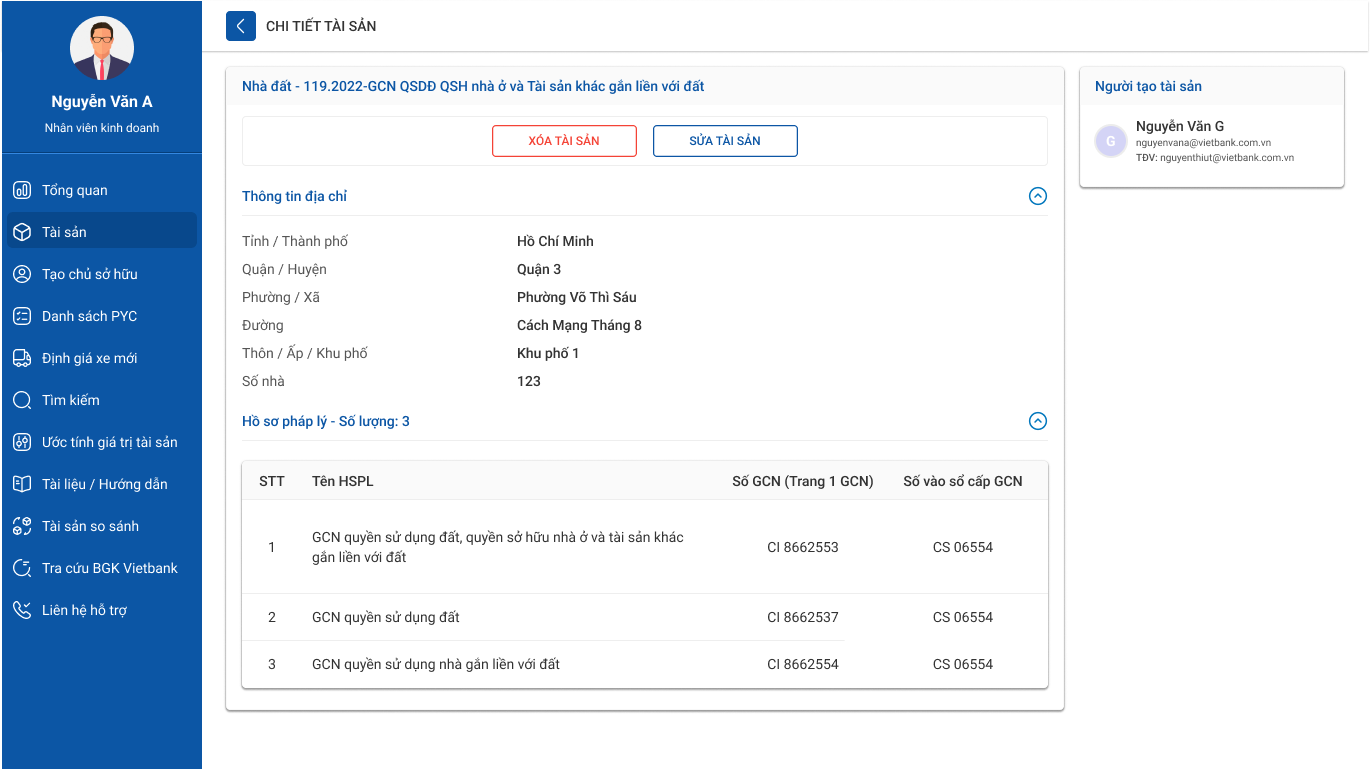 Nguyễn Văn A
Nhân viên kinh doanh
Tổng quan
Tài sản
Tạo chủ sở hữu
Danh sách PYC
Định giá xe mới
Tìm kiếm
Ước tính giá trị tài sản
Tài liệu / Hướng dẫn
Tài sản so sánh
Tra cứu BGK Vietbank
Liên hệ hỗ trợ
CHI TIẾT TÀI SẢN
Nhà đất - 119.2022-GCN QSDĐ QSH nhà ở và Tài sản khác gắn liền với đất
XÓA TÀI SẢN SỬA TÀI SẢN
Thông tin địa chỉ
Tỉnh / Thành phố Hồ Chí Minh
Quận / Huyện Quận 3
Phường / Xã Phường Võ Thì Sáu
Đường Cách Mạng Tháng 8
Thôn / Ấp / Khu phố Khu phố 1
Số nhà 123
Hồ sơ pháp lý - Số lượng: 3
STT Tên HSPL Số GCN (Trang 1 GCN) Số vào sổ cấp GCN
1 GCN quyền sử dụng đất, quyền sở hữu nhà ở và tài sản khác
gắn liền với đất CI 8662553 CS 06554
2 GCN quyền sử dụng đất CI 8662537 CS 06554
3 GCN quyền sử dụng nhà gắn liền với đất CI 8662554 CS 06554
Người tạo tài sản
G
Nguyễn Văn G
nguyenvana@vietbank.com.vn
TĐV: nguyenthiut@vietbank.com.vn